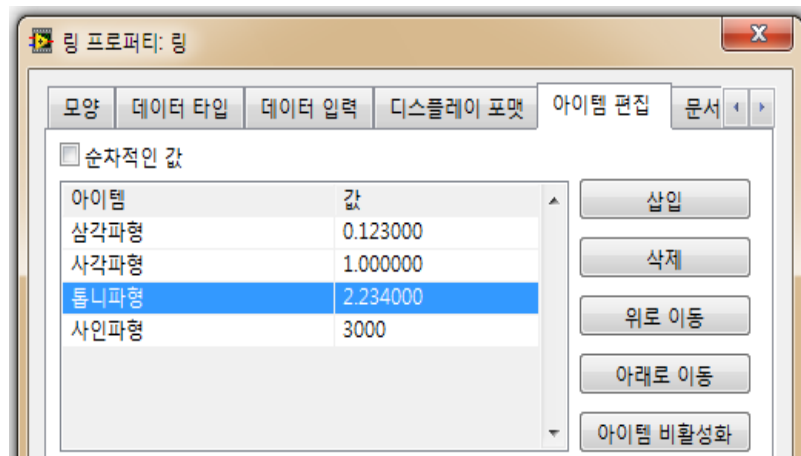 링 프로퍼티: 링
모양 데이터 타입 데이터 입력 디스플레이 포맷 아이템 편집 문서
순차적인 값
아이템 값
삼각파형 0.123000
사각파형 1.000000
톱니파형 2.234000
사인파형 3000
삽입
삭제
위로 이동
아래로 이동
아이템 비활성화